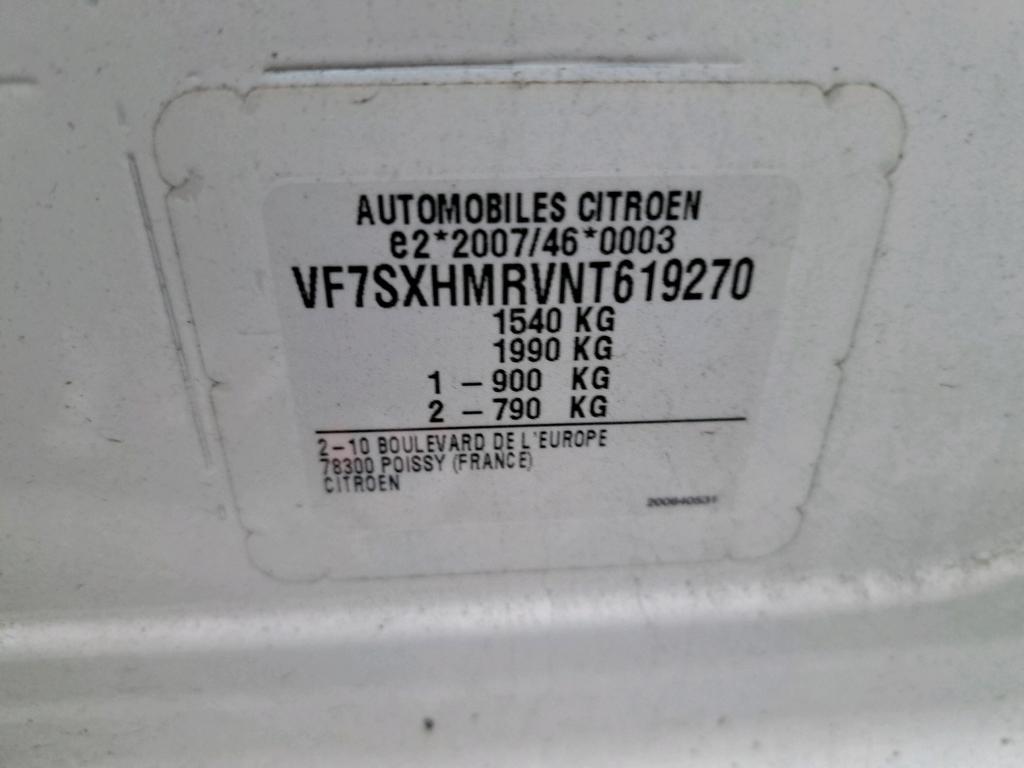 AUTOMOBILES CITROEN
e2*2007/46*0003
VF7SXHMRVNT619270
1540 KG
1990 KG
1 – 900 KG
2 – 790 KG
2–10 BOULEVARD DE L'EUROPE
78300 POISSY (FRANCE)
CITROEN
200840531